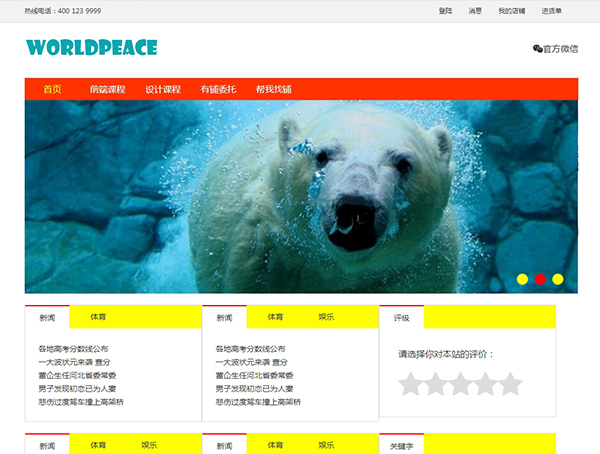 热线电话：400 123 9999 登陆 消息 我的店铺 进货单
WORLDPEACE 官方微信
首页 前端课程 设计课程 有铺委托 帮我找铺
新闻 体育
各地高考分数线公布
一大波状元来袭 查分
董仚生任河北省委常委
男子发现初恋已为人妻
悲伤过度驾车撞上高架桥
新闻 体育 娱乐
各地高考分数线公布
一大波状元来袭 查分
董仚生任河北省委常委
男子发现初恋已为人妻
悲伤过度驾车撞上高架桥
评级
请选择你对本站的评价：
新闻 体育 娱乐
新闻 体育 娱乐
关键字